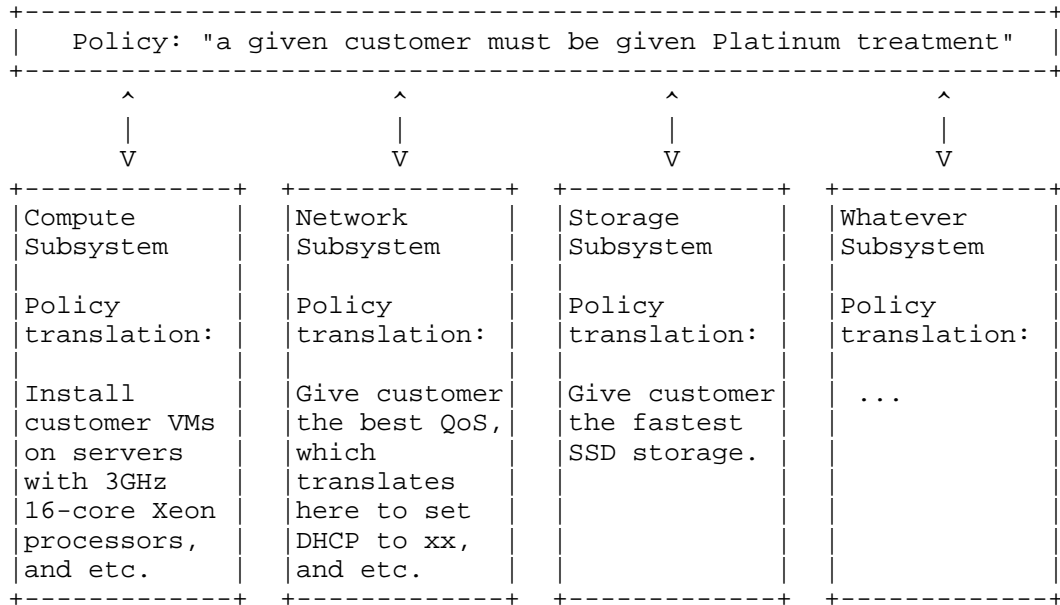 Policy: "a given customer must be given Platinum treatment"
Compute
Subsystem
Policy
translation:
Install
customer VMs
on servers
with 3GHz
16-core Xeon
processors,
and etc.
Network
Subsystem
Policy
translation:
Give customer
the best QoS,
which
translates
here to set
DHCP to xx,
and etc.
Storage
Subsystem
Policy
translation:
Give customer
the fastest
SSD storage.
Whatever
Subsystem
Policy
translation:
...